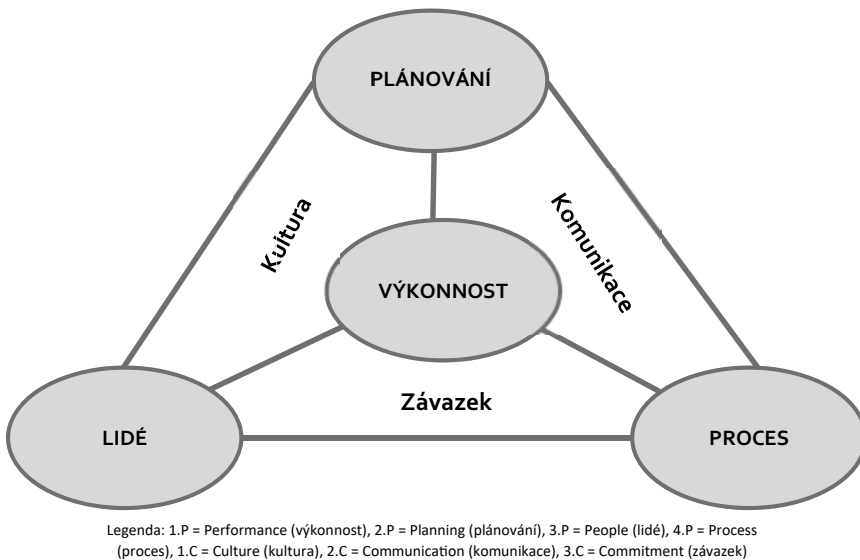 PLÁNOVÁNÍ
Kultura
Komunikace
VÝKONNOST
Závazek
LIDÉ
PROCES
Legenda: 1.P = Performance (výkonnost), 2.P = Planning (plánování), 3.P = People (lidé), 4.P = Process
(proces), 1.C = Culture (kultura), 2.C = Communication (komunikace), 3.C = Commitment (závazek)